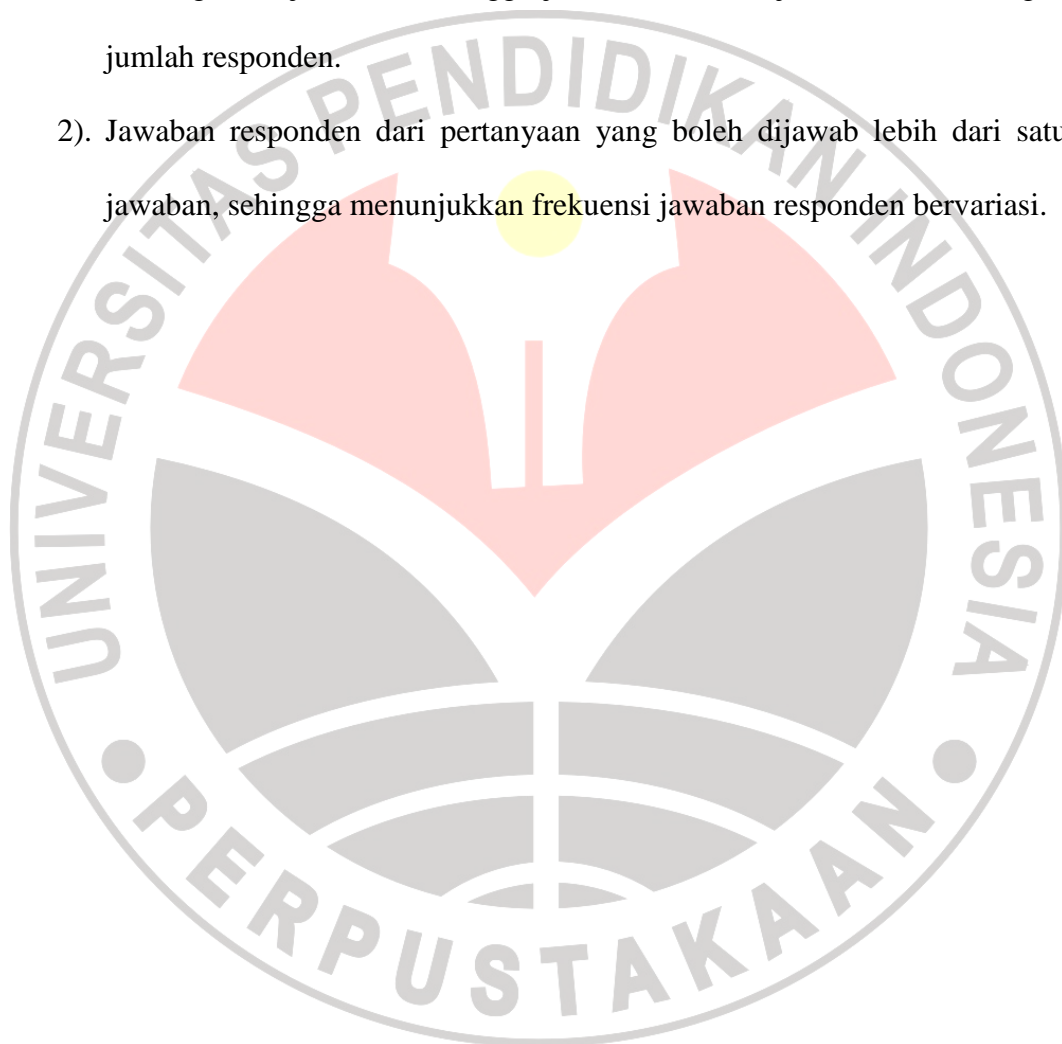 jumlah responden.
2). Jawaban responden dari pertanyaan yang boleh dijawab lebih dari satu
jawaban, sehingga menunjukkan frekuensi jawaban responden bervariasi.
UNIVERSITAS PENDIDIKAN INDONESIA
PERPUSTAKAAN